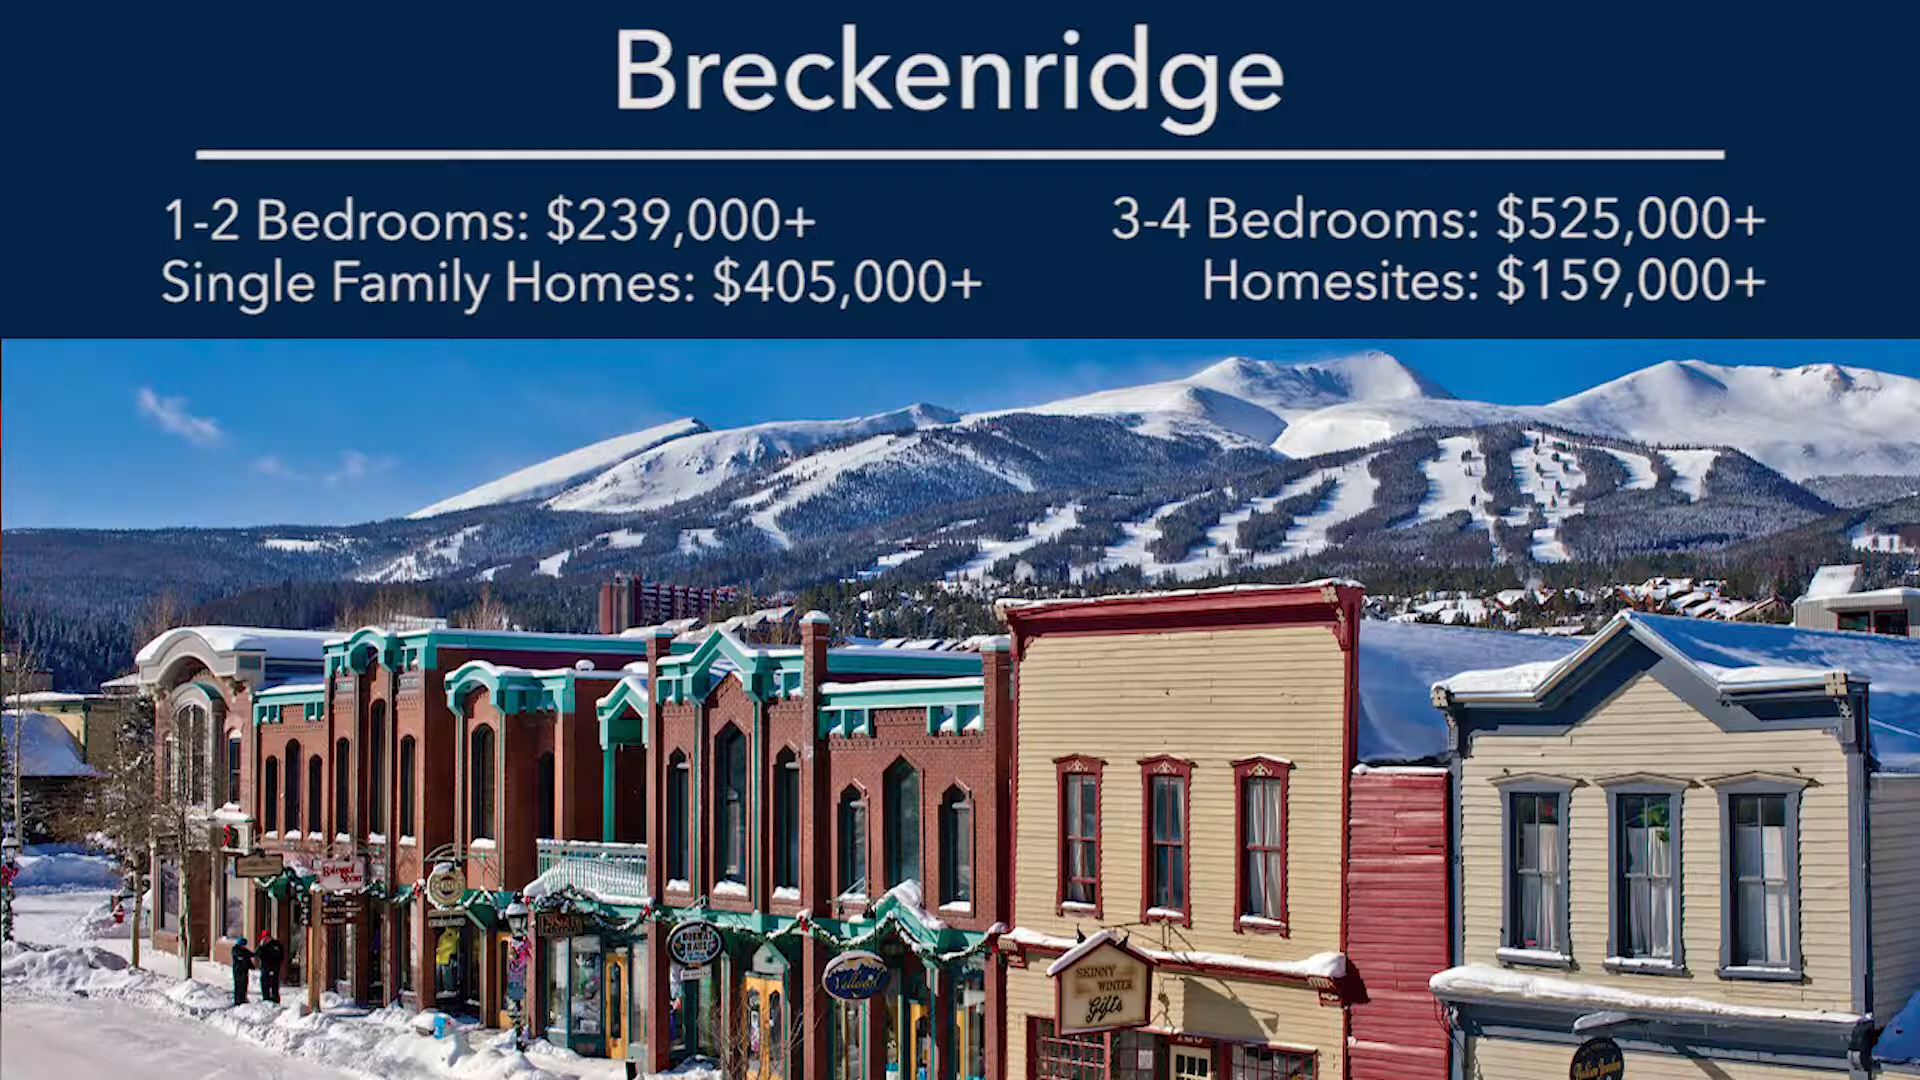 Breckenridge
1-2 Bedrooms: $239,000+
3-4 Bedrooms: $525,000+
Single Family Homes: $405,000+
Homesites: $159,000+
SKINNY
WINTER
Gifts